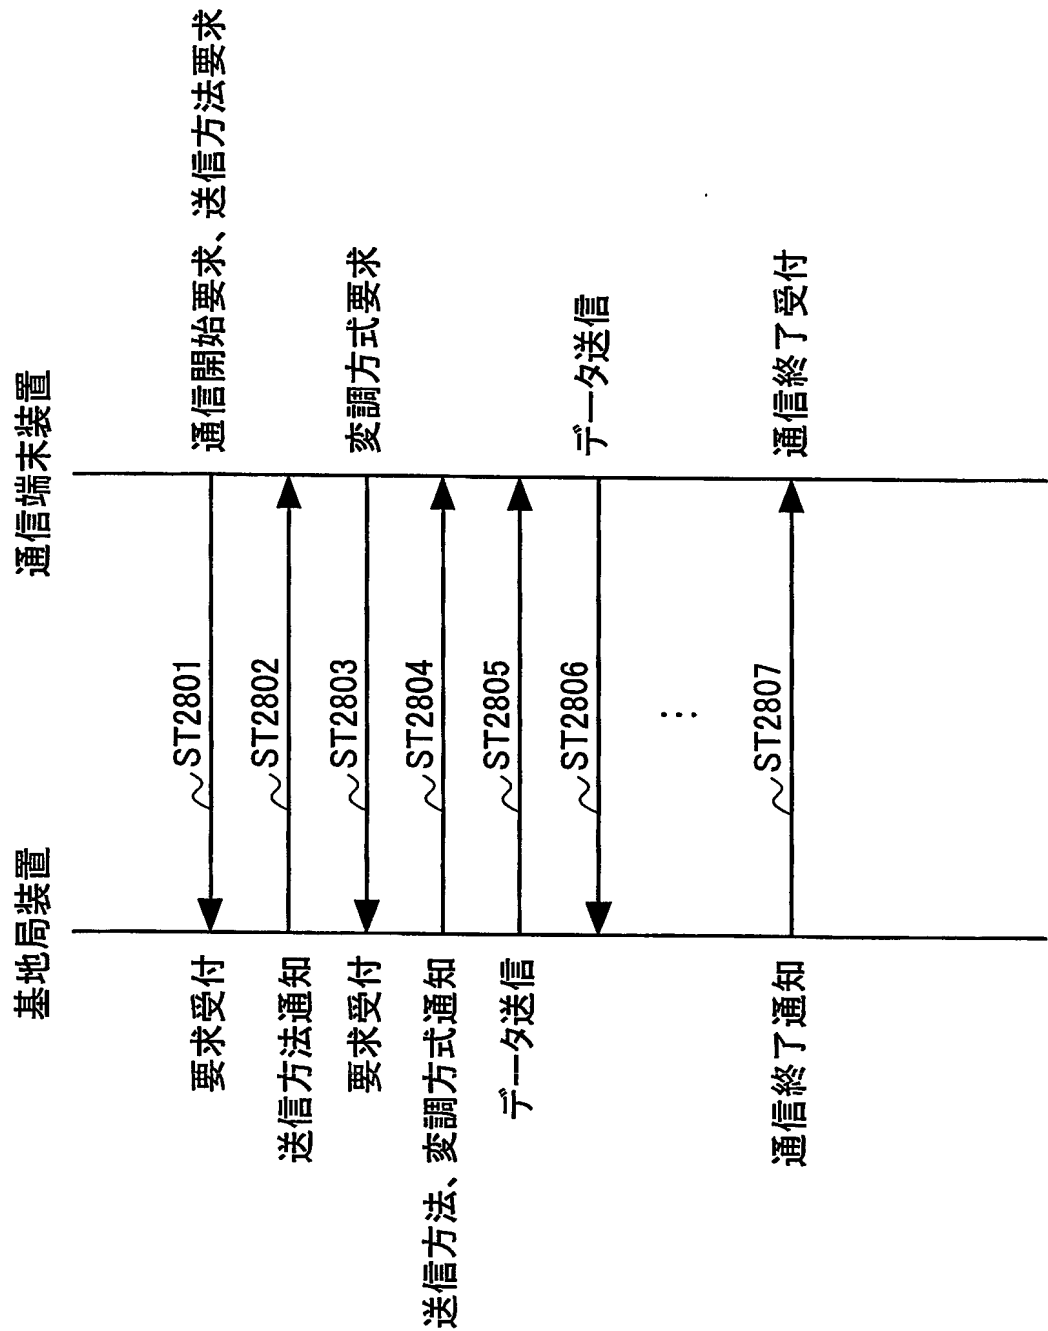 基地局装置
通信端末装置
要求受付
ST2801
通信開始要求、送信方法要求
送信方法通知
ST2802
要求受付
ST2803
変調方式要求
送信方法、変調方式通知
ST2804
データ送信
ST2805
ST2806
データ送信
⋮
通信終了通知
ST2807
通信終了受付